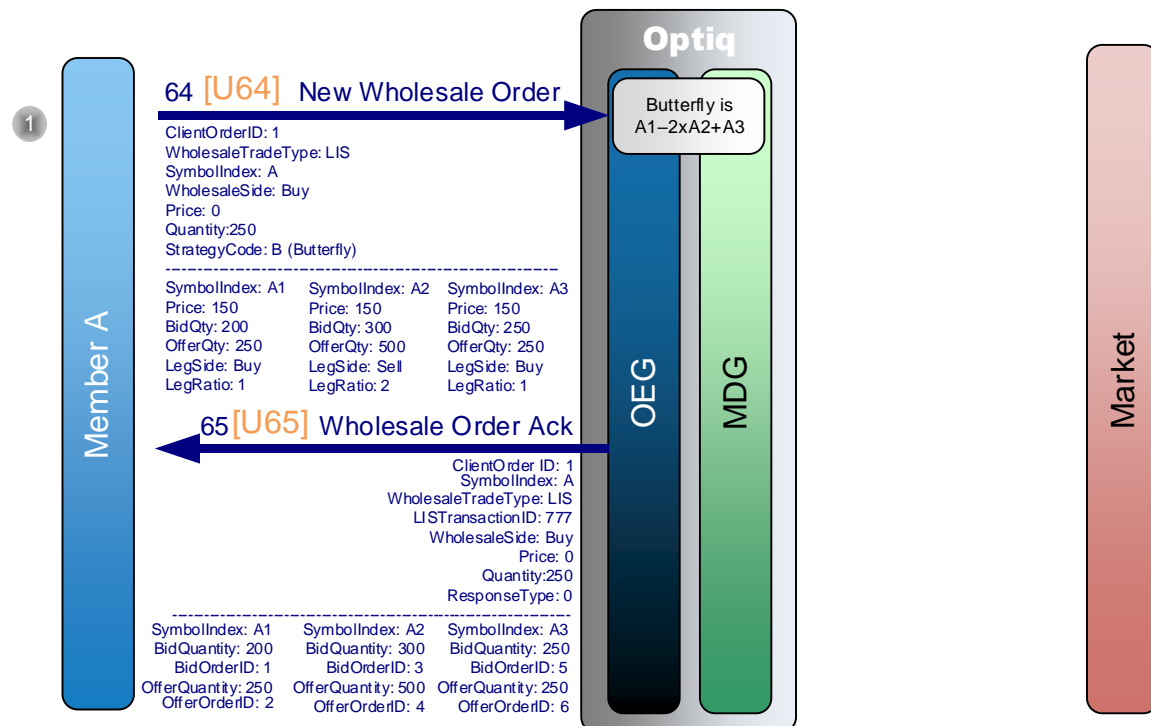 Optiq
64 [U64] New Wholesale Order
Butterfly is
A1–2xA2+A3
1
ClientOrderID: 1
WholesaleTradeType: LIS
SymbolIndex: A
WholesaleSide: Buy
Price: 0
Quantity:250
StrategyCode: B (Butterfly)
SymbolIndex: A1 SymbolIndex: A2 SymbolIndex: A3
Price: 150 Price: 150 Price: 150
BidQty: 200 BidQty: 300 BidQty: 250
OfferQty: 250 OfferQty: 500 OfferQty: 250
LegSide: Buy LegSide: Sell LegSide: Buy
LegRatio: 1 LegRatio: 2 LegRatio: 1
Member A
OEG
MDG
Market
65 [U65] Wholesale Order Ack
ClientOrder ID: 1
SymbolIndex: A
WholesaleTradeType: LIS
LISTransactionID: 777
WholesaleSide: Buy
Price: 0
Quantity:250
ResponseType: 0
SymbolIndex: A1 SymbolIndex: A2 SymbolIndex: A3
BidQuantity: 200 BidQuantity: 300 BidQuantity: 250
BidOrderID: 1 BidOrderID: 3 BidOrderID: 5
OfferQuantity: 250 OfferQuantity: 500 OfferQuantity: 250
OfferOrderID: 2 OfferOrderID: 4 OfferOrderID: 6